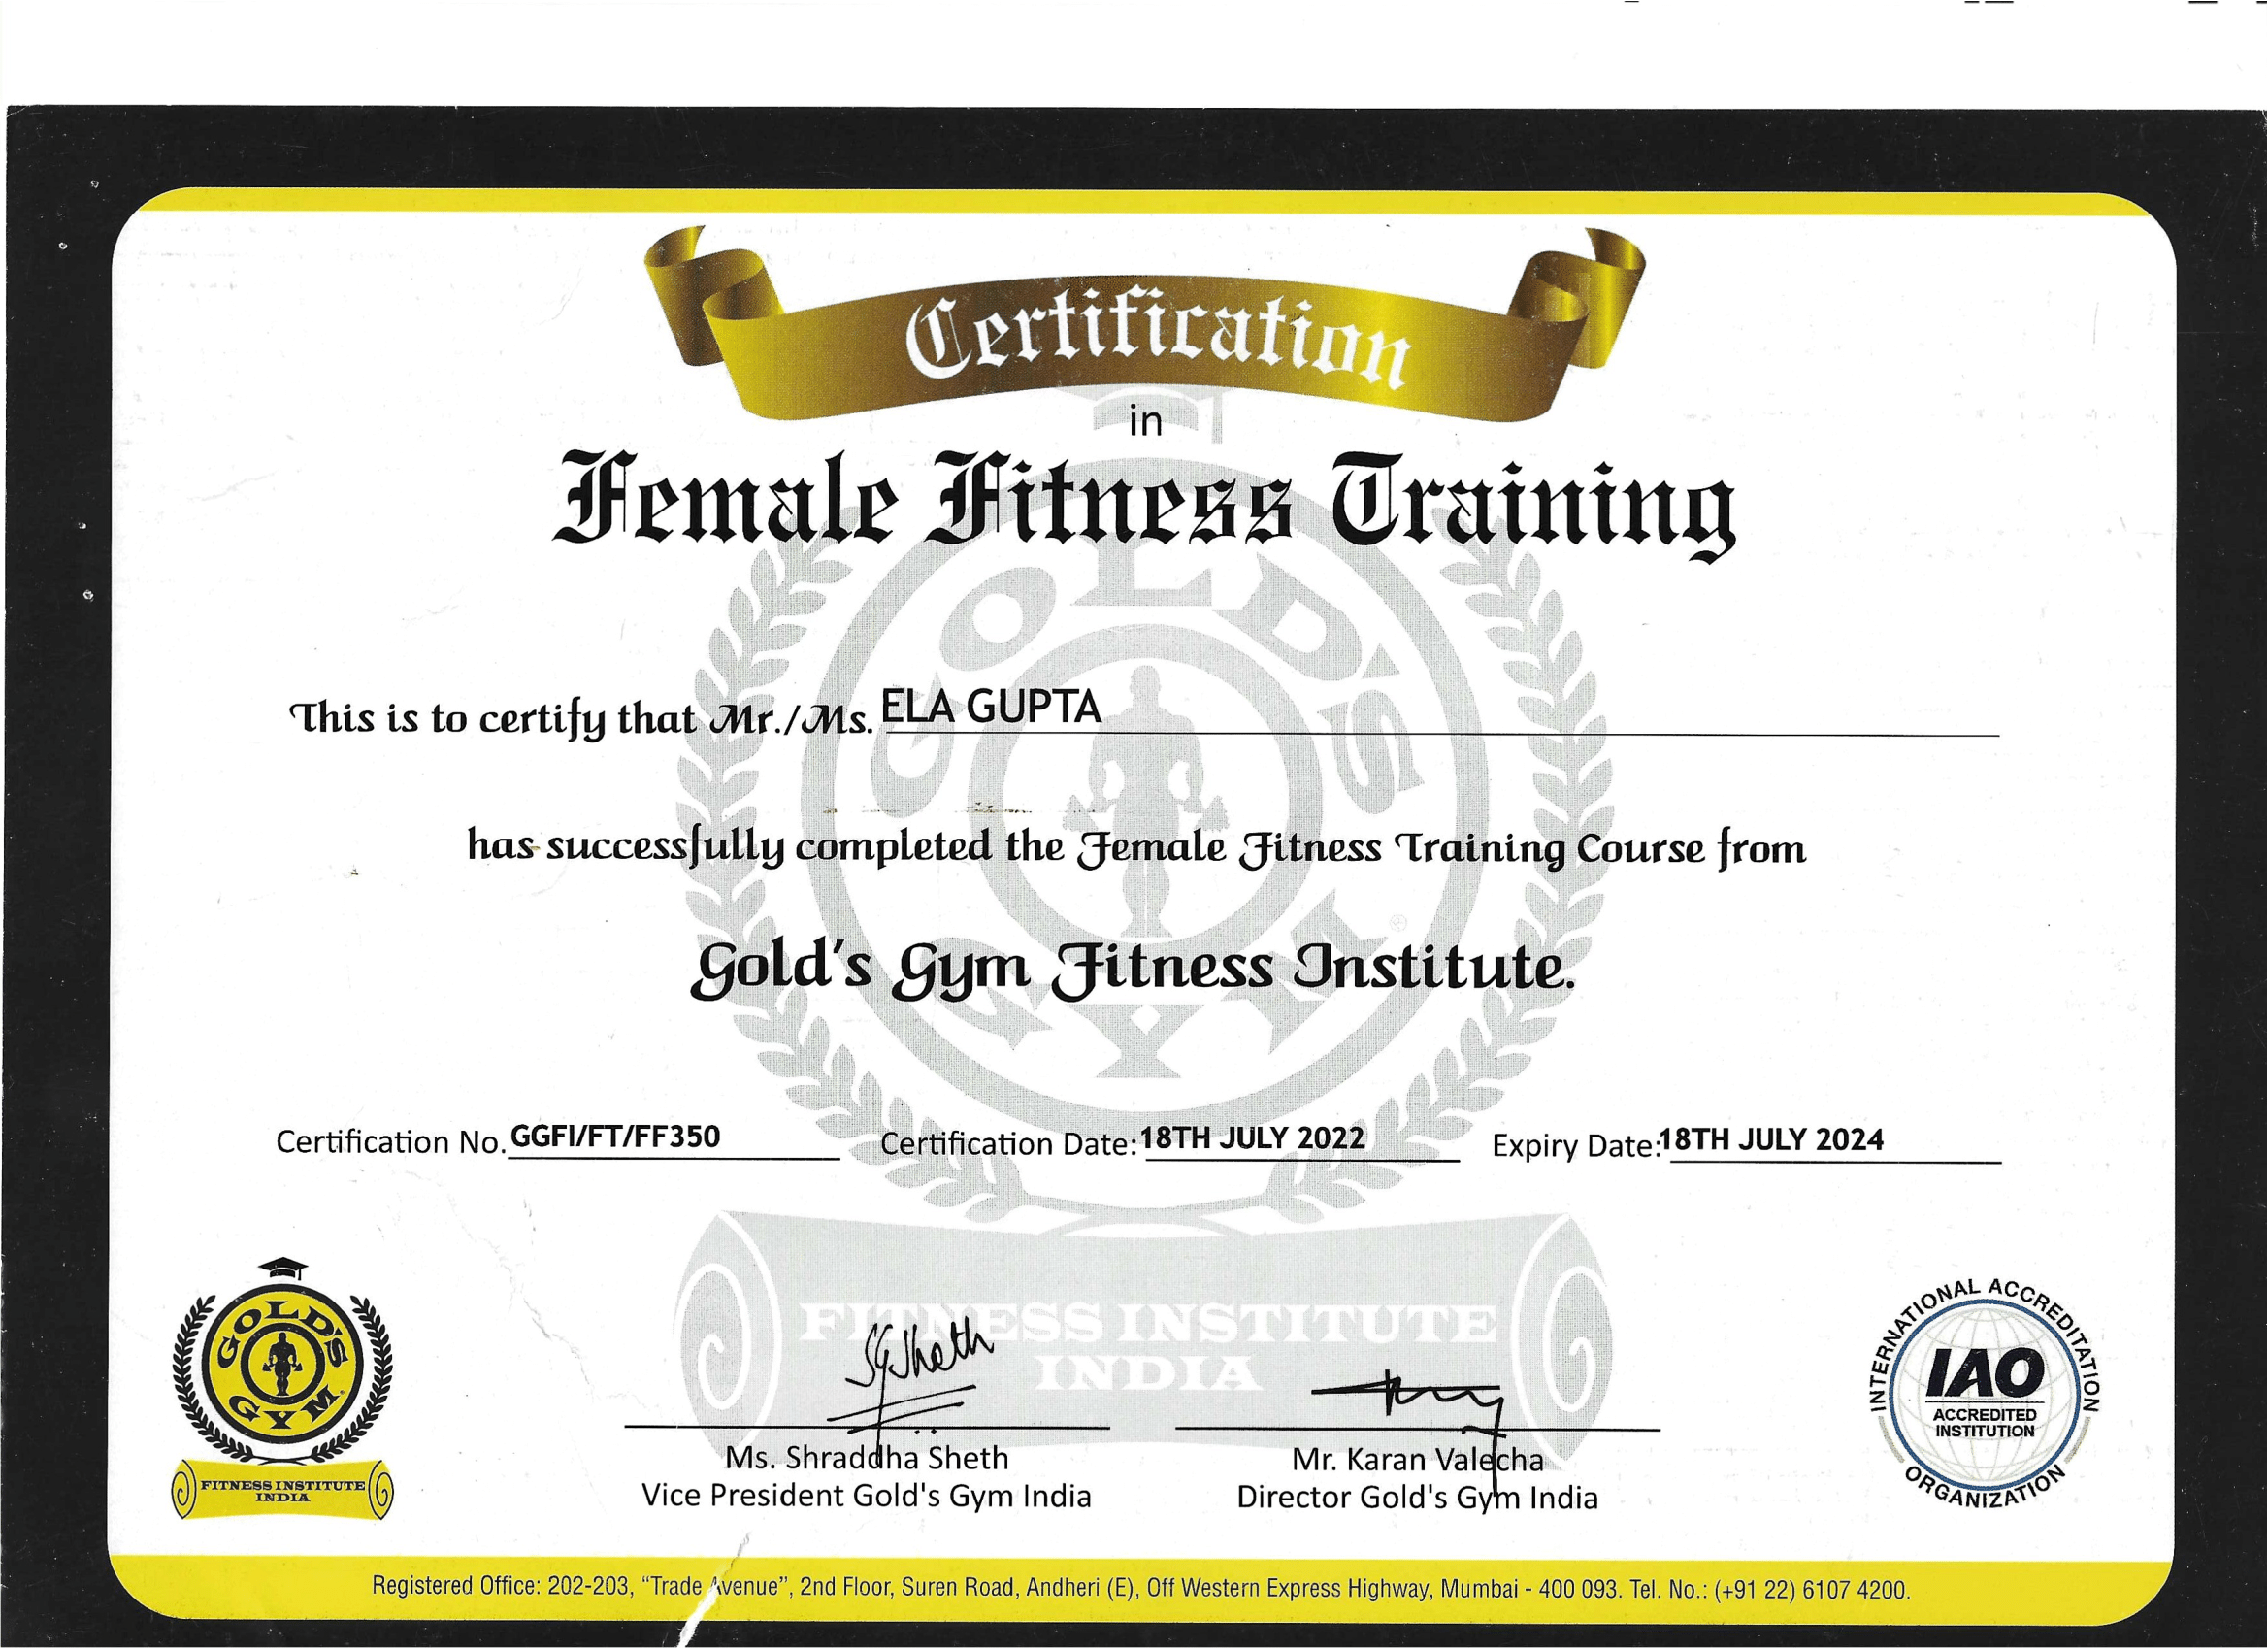 Certification
in
Female Fitness Training
This is to certify that Mr./Ms. ELA GUPTA
has successfully completed the Female Fitness Training Course from
Gold's Gym Fitness Institute.
Certification No. GGFI/FT/FF350 Certification Date: 18TH JULY 2022 Expiry Date: 18TH JULY 2024
GOLD'S
GYM
FITNESS INSTITUTE
INDIA
GOLD'S
GYM
FITNESS INSTITUTE
INDIA
SGSheth
Ms. Shraddha Sheth
Vice President Gold's Gym India
Mr. Karan Valecha
Director Gold's Gym India
INTERNATIONAL ACCREDITATION
IAO
ACCREDITED
INSTITUTION
ORGANIZATION
Registered Office: 202-203, “Trade Avenue”, 2nd Floor, Suren Road, Andheri (E), Off Western Express Highway, Mumbai - 400 093. Tel. No.: (+91 22) 6107 4200.